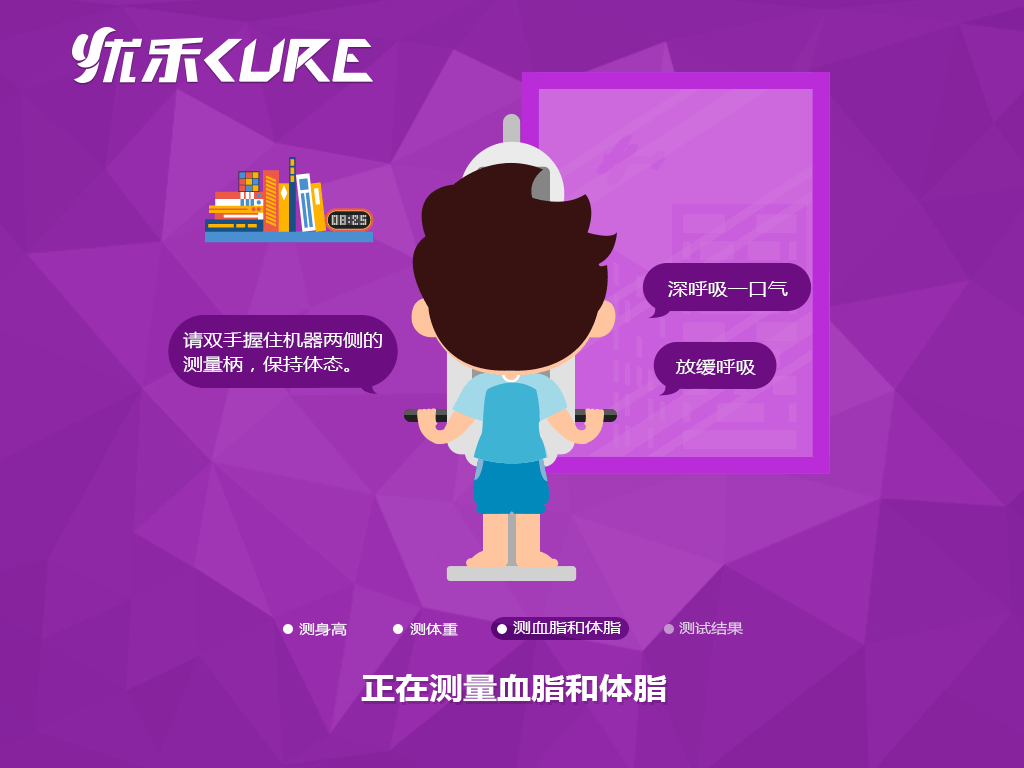 优禾CURE
08:25
深呼吸一口气
请双手握住机器两侧的
测量柄，保持体态。
放缓呼吸
测身高
测体重
测血脂和体脂
测试结果
正在测量血脂和体脂